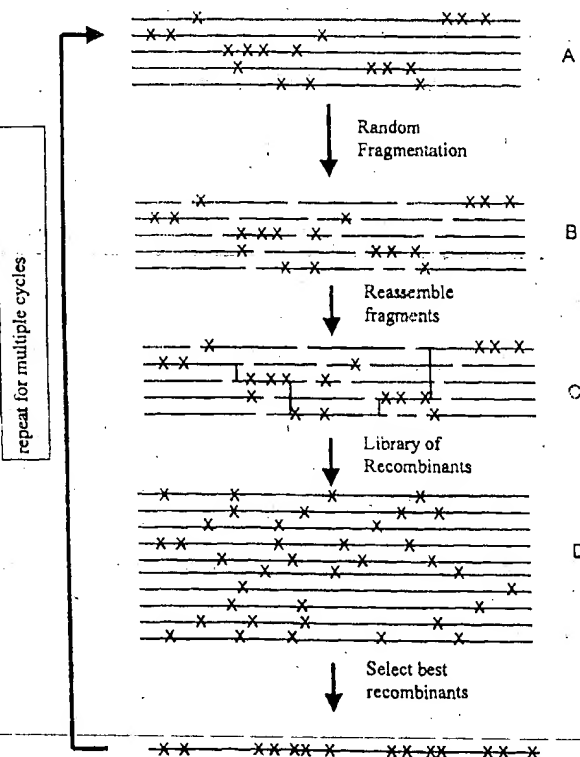 A
Random
Fragmentation
B
Reassemble
fragments
C
Library of
Recombinants
D
Select best
recombinants
repeat for multiple cycles